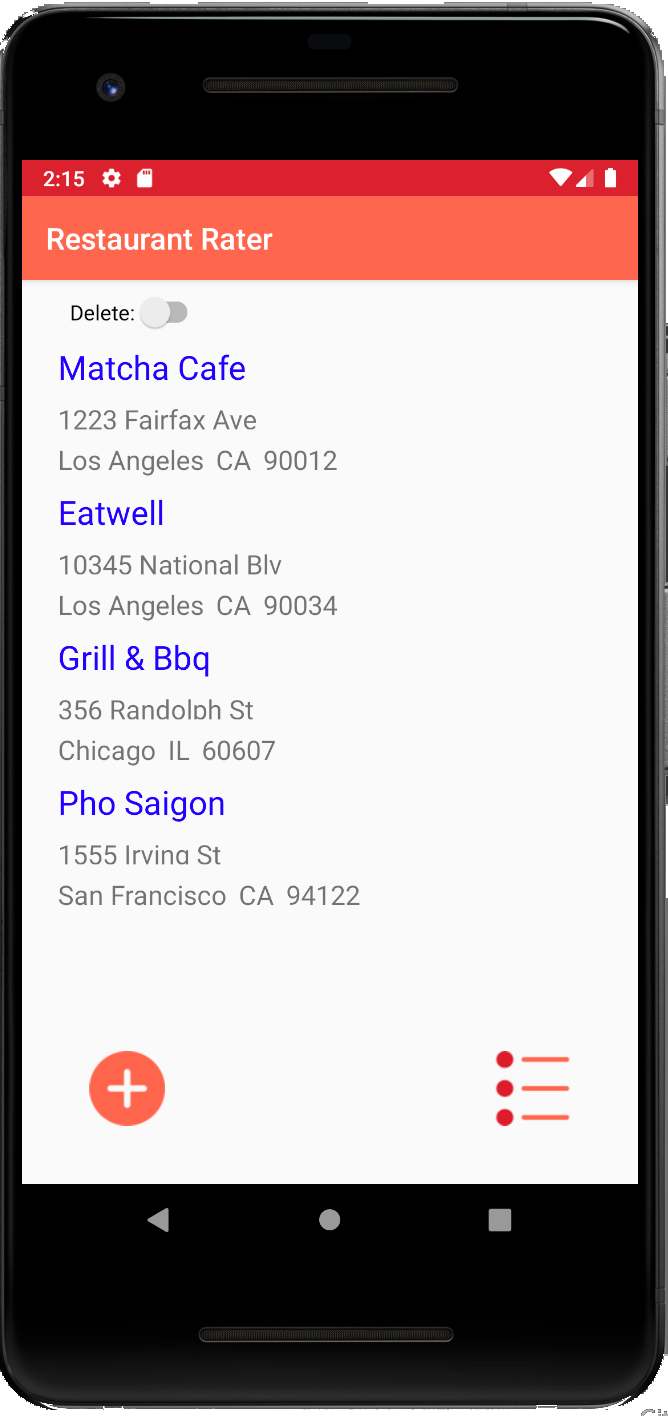 2:15
Restaurant Rater
Delete:
Matcha Cafe
1223 Fairfax Ave
Los Angeles CA 90012
Eatwell
10345 National Blv
Los Angeles CA 90034
Grill & Bbq
356 Randolph St
Chicago IL 60607
Pho Saigon
1555 Irving St
San Francisco CA 94122